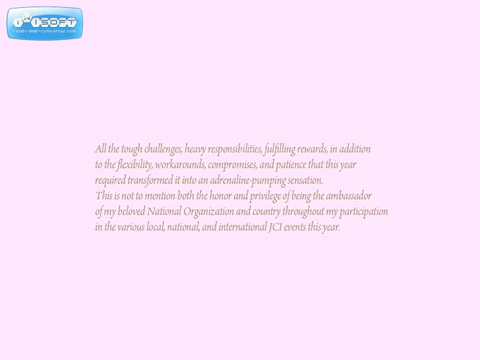 iWiSOFT
All the tough challenges, heavy responsibilities, fulfilling rewards, in addition
to the flexibility, workarounds, compromises, and patience that this year
required transformed it into an adrenaline-pumping sensation.
This is not to mention both the honor and privilege of being the ambassador
of my beloved National Organization and country throughout my participation
in the various local, national, and international JCI events this year.